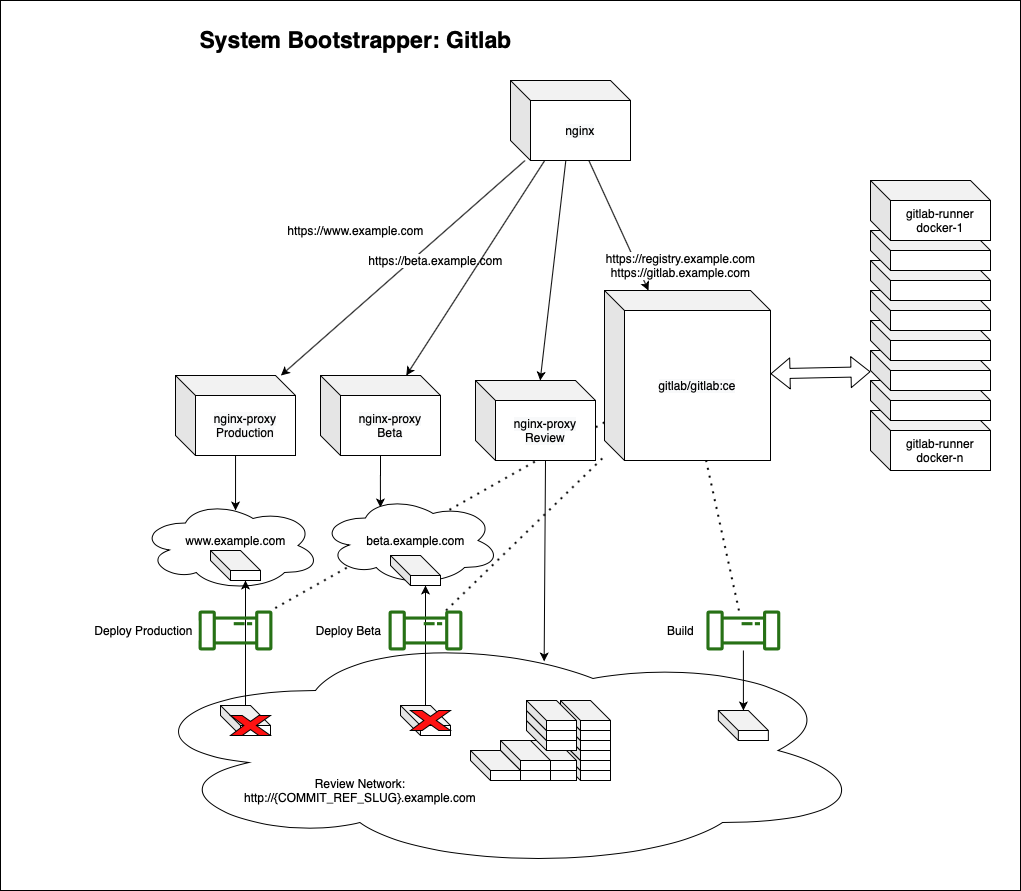 System Bootstrapper: Gitlab
nginx
https://www.example.com
https://beta.example.com
https://registry.example.com
https://gitlab.example.com
gitlab-runner
docker-1
gitlab/gitlab:ce
nginx-proxy
Production
nginx-proxy
Beta
nginx-proxy
Review
gitlab-runner
docker-n
www.example.com
beta.example.com
Deploy Production
Deploy Beta
Build
Review Network:
http://{COMMIT_REF_SLUG}.example.com